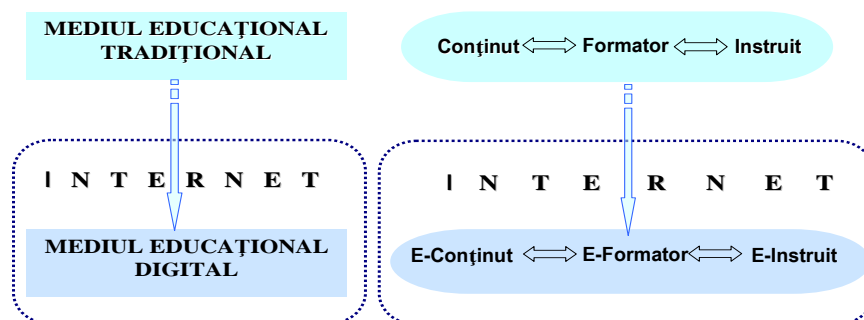 MEDIUL EDUCAŢIONAL
TRADIŢIONAL
Conţinut Formator Instruit
I N T E R N E T
I N T E R N E T
MEDIUL EDUCAŢIONAL
DIGITAL
E-Conţinut E-Formator E-Instruit